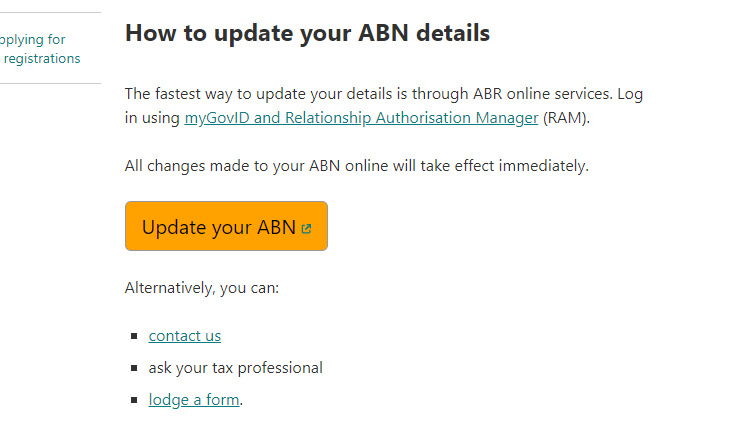 How to update your ABN details
pplying for
registrations
The fastest way to update your details is through ABR online services. Log
in using myGovID and Relationship Authorisation Manager (RAM).
All changes made to your ABN online will take effect immediately.
Update your ABN
Alternatively, you can:
contact us
ask your tax professional
lodge a form.